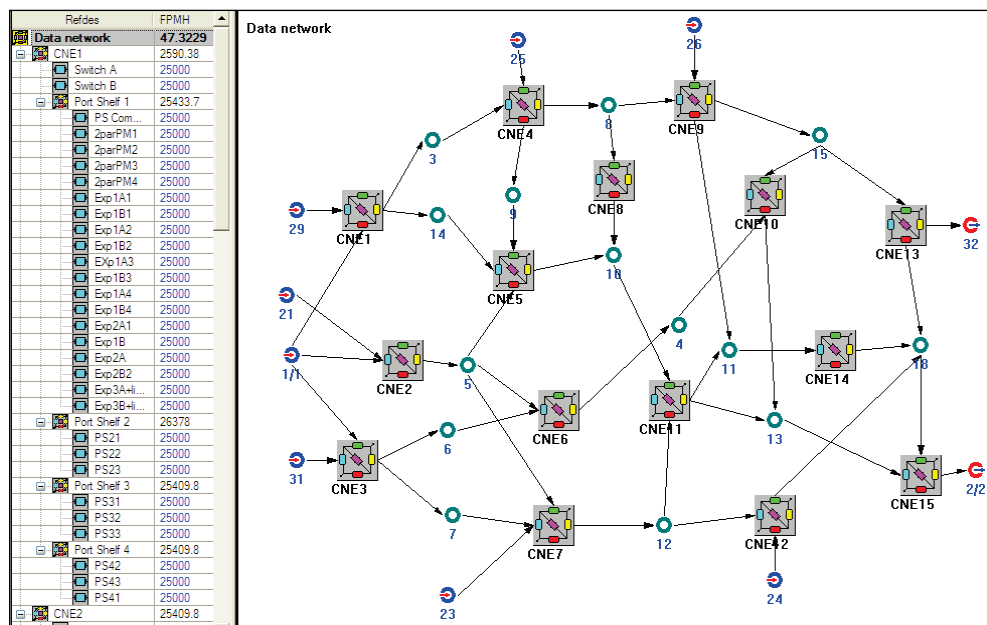 Refdes FPMH
Data network 47.3229
CNE1 2590.38
Switch A 25000
Switch B 25000
Port Shelf 1 25433.7
PS Com... 25000
2parPM1 25000
2parPM2 25000
2parPM3 25000
2parPM4 25000
Exp1A1 25000
Exp1B1 25000
Exp1A2 25000
Exp1B2 25000
EXp1A3 25000
Exp1B3 25000
Exp1A4 25000
Exp1B4 25000
Exp2A1 25000
Exp1B 25000
Exp2A 25000
Exp2B2 25000
Exp3A+li... 25000
Exp3B+li... 25000
Port Shelf 2 26378
PS21 25000
PS22 25000
PS23 25000
Port Shelf 3 25409.8
PS31 25000
PS32 25000
PS33 25000
Port Shelf 4 25409.8
PS42 25000
PS43 25000
PS41 25000
CNE2 25409.8
Data network
25
26
CNE4
8
CNE9
3
15
9
CNE8
CNE10
29
CNE1
14
CNE13
32
10
CNE5
21
4
1/1
CNE2
5
11
CNE14
18
6
CNE6
CNE11
13
31
CNE3
CNE15
2/2
7
CNE7
12
CNE12
23
24